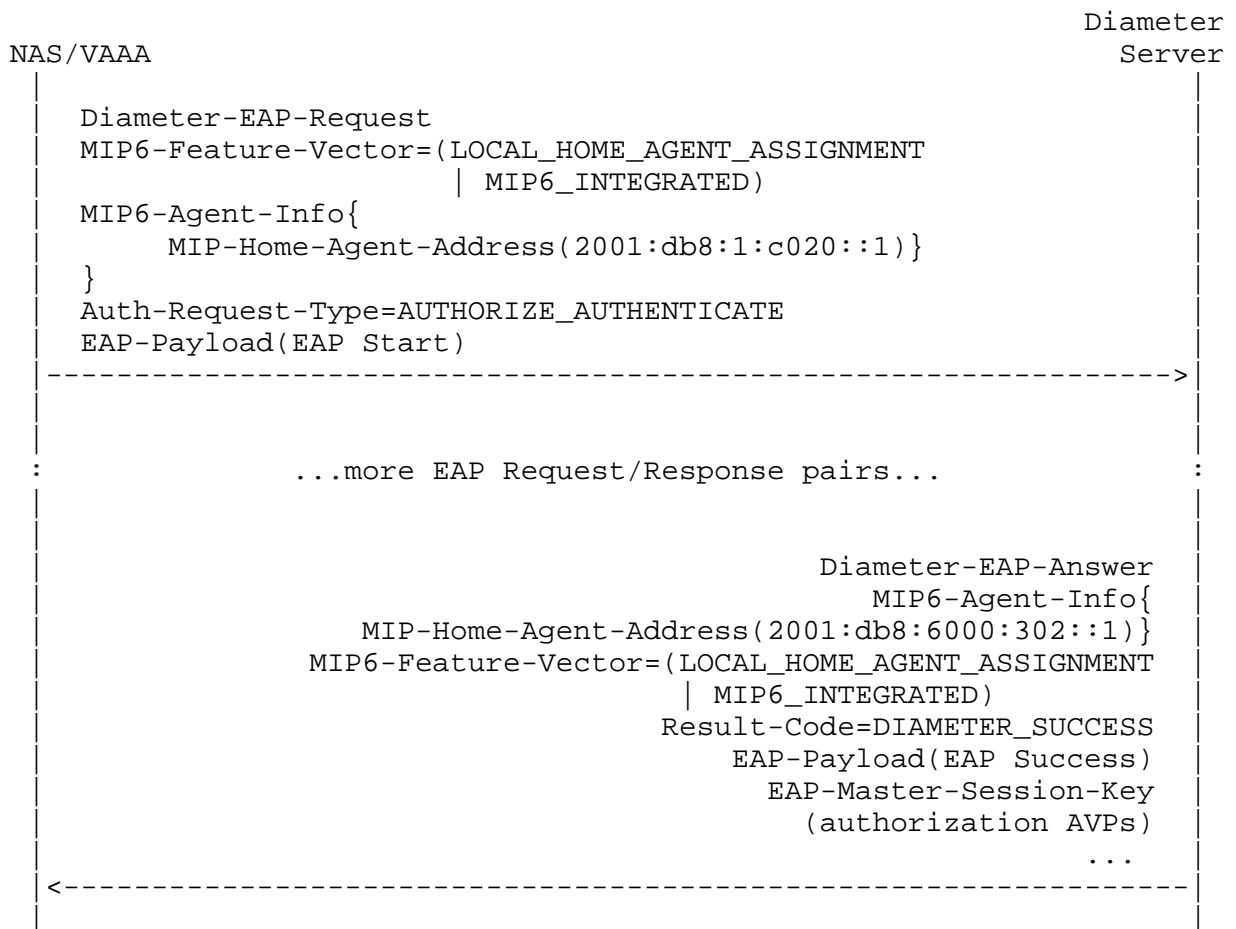 Diameter
NAS/VAAA Server
Diameter-EAP-Request
MIP6-Feature-Vector=(LOCAL_HOME_AGENT_ASSIGNMENT
| MIP6_INTEGRATED)
MIP6-Agent-Info{
MIP-Home-Agent-Address(2001:db8:1:c020::1)}
}
Auth-Request-Type=AUTHORIZE_AUTHENTICATE
EAP-Payload(EAP Start)
...more EAP Request/Response pairs...
Diameter-EAP-Answer
MIP6-Agent-Info{
MIP-Home-Agent-Address(2001:db8:6000:302::1)}
MIP6-Feature-Vector=(LOCAL_HOME_AGENT_ASSIGNMENT
| MIP6_INTEGRATED)
Result-Code=DIAMETER_SUCCESS
EAP-Payload(EAP Success)
EAP-Master-Session-Key
(authorization AVPs)
...